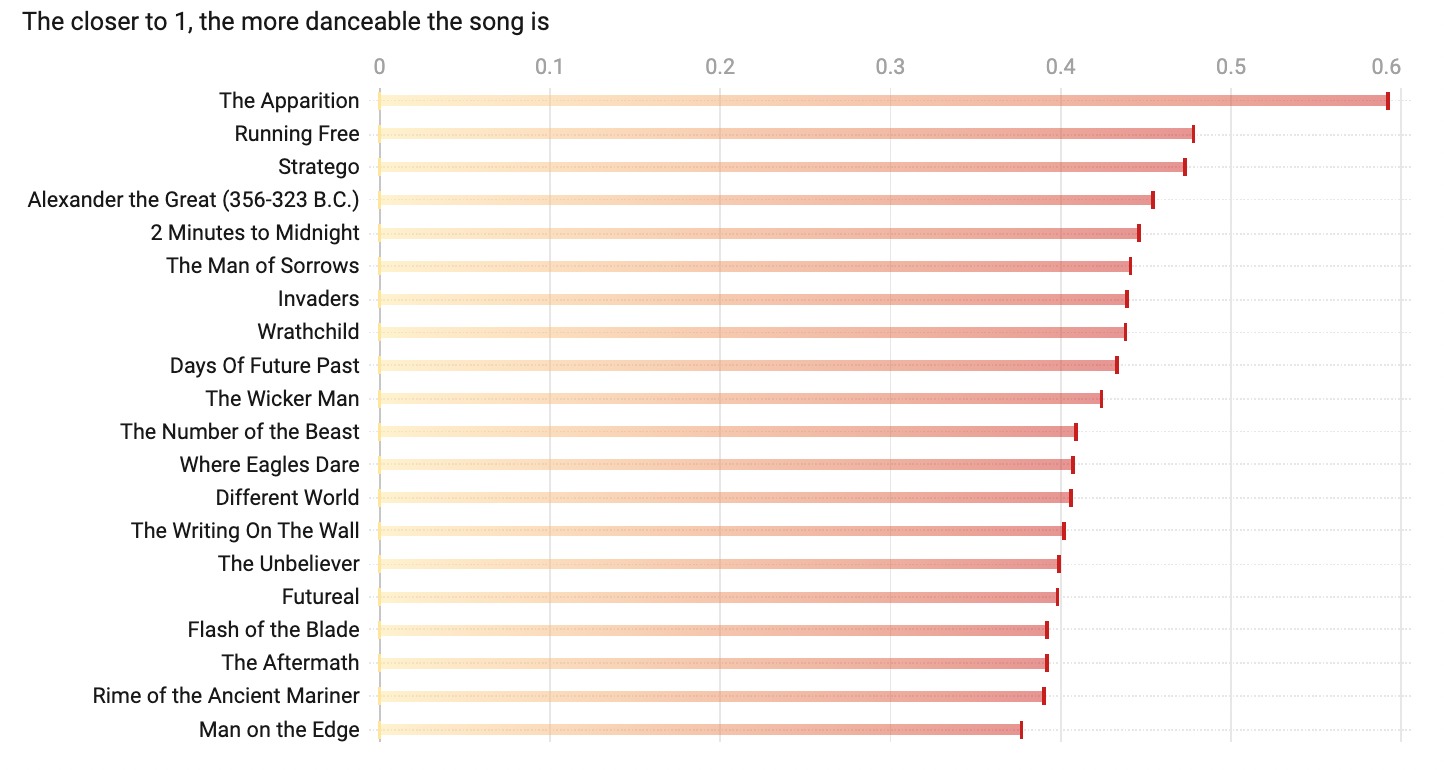 The closer to 1, the more danceable the song is
0 0.1 0.2 0.3 0.4 0.5 0.6
The Apparition
Running Free
Stratego
Alexander the Great (356-323 B.C.)
2 Minutes to Midnight
The Man of Sorrows
Invaders
Wrathchild
Days Of Future Past
The Wicker Man
The Number of the Beast
Where Eagles Dare
Different World
The Writing On The Wall
The Unbeliever
Futureal
Flash of the Blade
The Aftermath
Rime of the Ancient Mariner
Man on the Edge